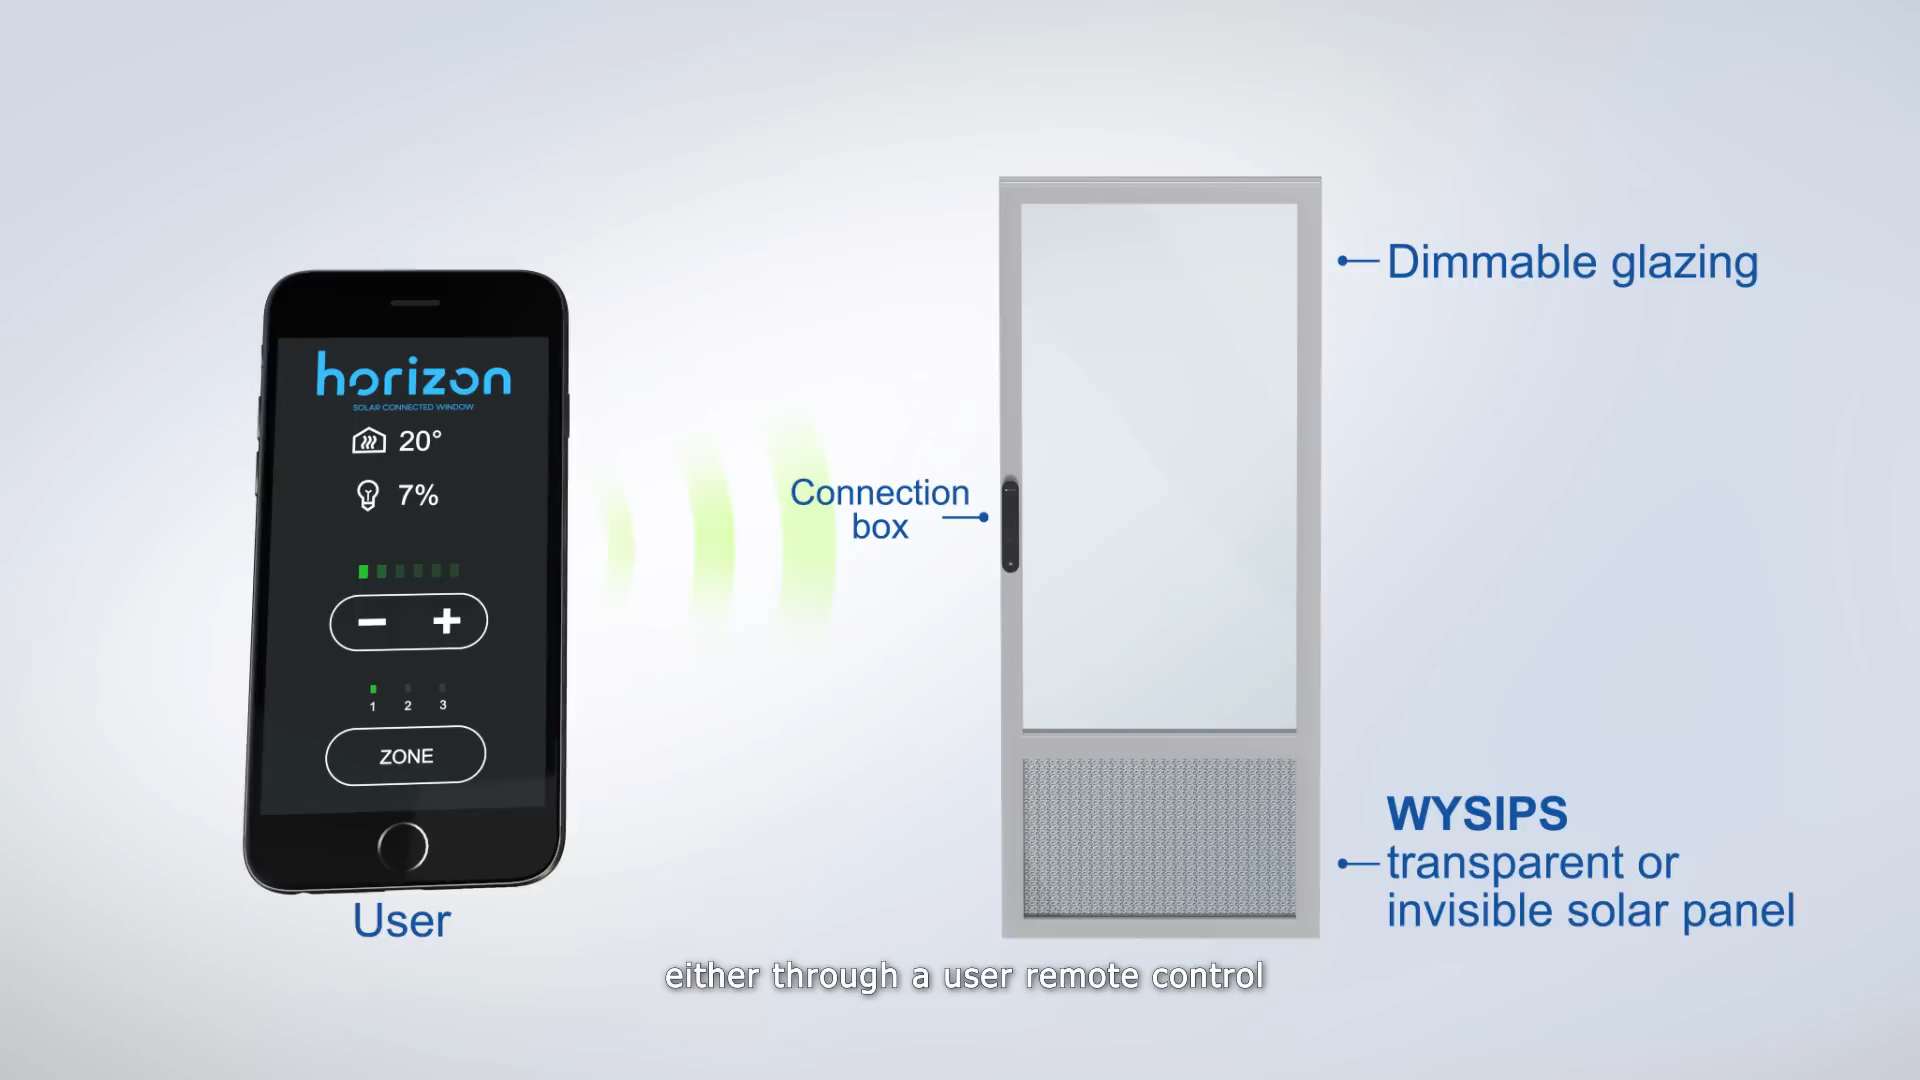 horizon
SOLAR CONNECTED WINDOW
20°
7%
1 2 3
ZONE
User
Connection
box
Dimmable glazing
WYSIPS
transparent or
invisible solar panel
either through a user remote control